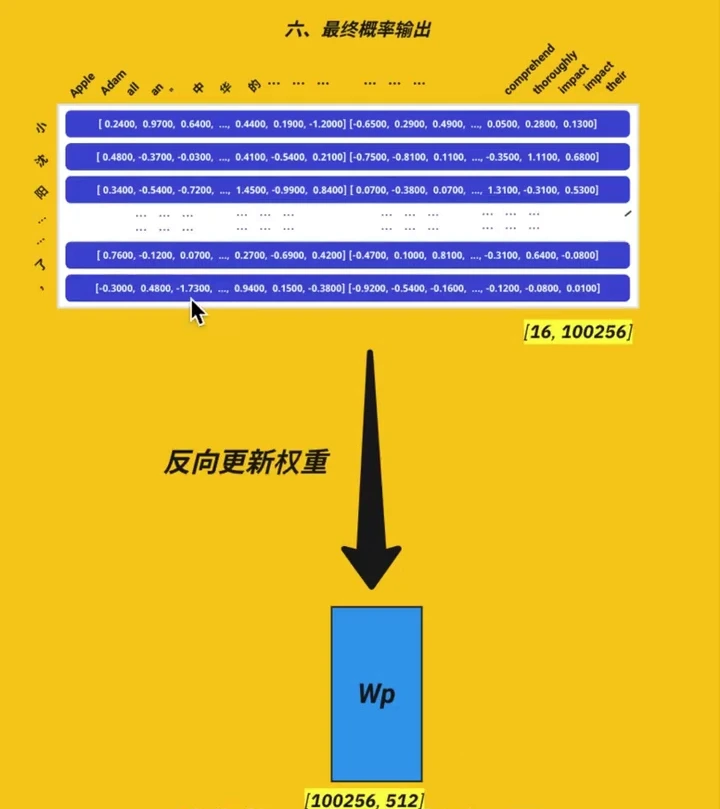 六、最终概率输出
Apple Adam all an 。 中 华 的 ... ... ... ... ... ... comprehend thoroughly impact impact their
小 [ 0.2400, 0.9700, 0.6400, ..., 0.4400, 0.1900, -1.2000] [-0.6500, 0.2900, 0.4900, ..., 0.0500, 0.2800, 0.1300]
沈 [ 0.4800, -0.3700, -0.0300, ..., 0.4100, -0.5400, 0.2100] [-0.7500, -0.8100, 0.1100, ..., -0.3500, 1.1100, 0.6800]
阳 [ 0.3400, -0.5400, -0.7200, ..., 1.4500, -0.9900, 0.8400] [ 0.0700, -0.3800, 0.0700, ..., 1.3100, -0.3100, 0.5300]
... ... ... ... ... ... ... ... ... ... ... ... ...
... ... ... ... ... ... ... ... ... ... ... ... ...
了 [ 0.7600, -0.1200, 0.0700, ..., 0.2700, -0.6900, 0.4200] [-0.4700, 0.1000, 0.8100, ..., -0.3100, 0.6400, -0.0800]
, [-0.3000, 0.4800, -1.7300, ..., 0.9400, 0.1500, -0.3800] [-0.9200, -0.5400, -0.1600, ..., -0.1200, -0.0800, 0.0100]
[16, 100256]
反向更新权重
Wp
[100256, 512]